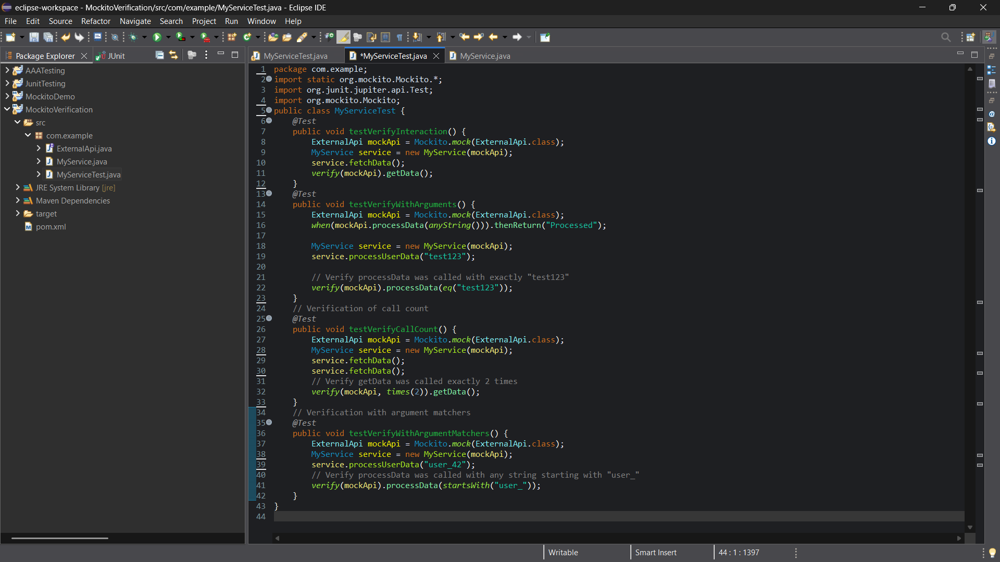 eclipse-workspace - MockitoVerification/src/com/example/MyServiceTest.java - Eclipse IDE
File Edit Source Refactor Navigate Search Project Run Window Help
Package Explorer
JUnit
MyServiceTest.java
*MyServiceTest.java
MyService.java
AAATesting
JunitTesting
MockitoDemo
MockitoVerification
src
com.example
ExternalApi.java
MyService.java
MyServiceTest.java
JRE System Library [jre]
Maven Dependencies
target
pom.xml
1 package com.example;
2 import static org.mockito.Mockito.*;
3 import org.junit.jupiter.api.Test;
4 import org.mockito.Mockito;
5 public class MyServiceTest {
6     @Test
7     public void testVerifyInteraction() {
8         ExternalApi mockApi = Mockito.mock(ExternalApi.class);
9         MyService service = new MyService(mockApi);
10         service.fetchData();
11         verify(mockApi).getData();
12     }
13     @Test
14     public void testVerifyWithArguments() {
15         ExternalApi mockApi = Mockito.mock(ExternalApi.class);
16         when(mockApi.processData(anyString())).thenReturn("Processed");
17
18         MyService service = new MyService(mockApi);
19         service.processUserData("test123");
20
21         // Verify processData was called with exactly "test123"
22         verify(mockApi).processData(eq("test123"));
23     }
24     // Verification of call count
25     @Test
26     public void testVerifyCallCount() {
27         ExternalApi mockApi = Mockito.mock(ExternalApi.class);
28         MyService service = new MyService(mockApi);
29         service.fetchData();
30         service.fetchData();
31         // Verify getData was called exactly 2 times
32         verify(mockApi, times(2)).getData();
33     }
34     // Verification with argument matchers
35     @Test
36     public void testVerifyWithArgumentMatchers() {
37         ExternalApi mockApi = Mockito.mock(ExternalApi.class);
38         MyService service = new MyService(mockApi);
39         service.processUserData("user_42");
40         // Verify processData was called with any string starting with "user_"
41         verify(mockApi).processData(startsWith("user_"));
42     }
43 }
44
Writable
Smart Insert
44 : 1 : 1397